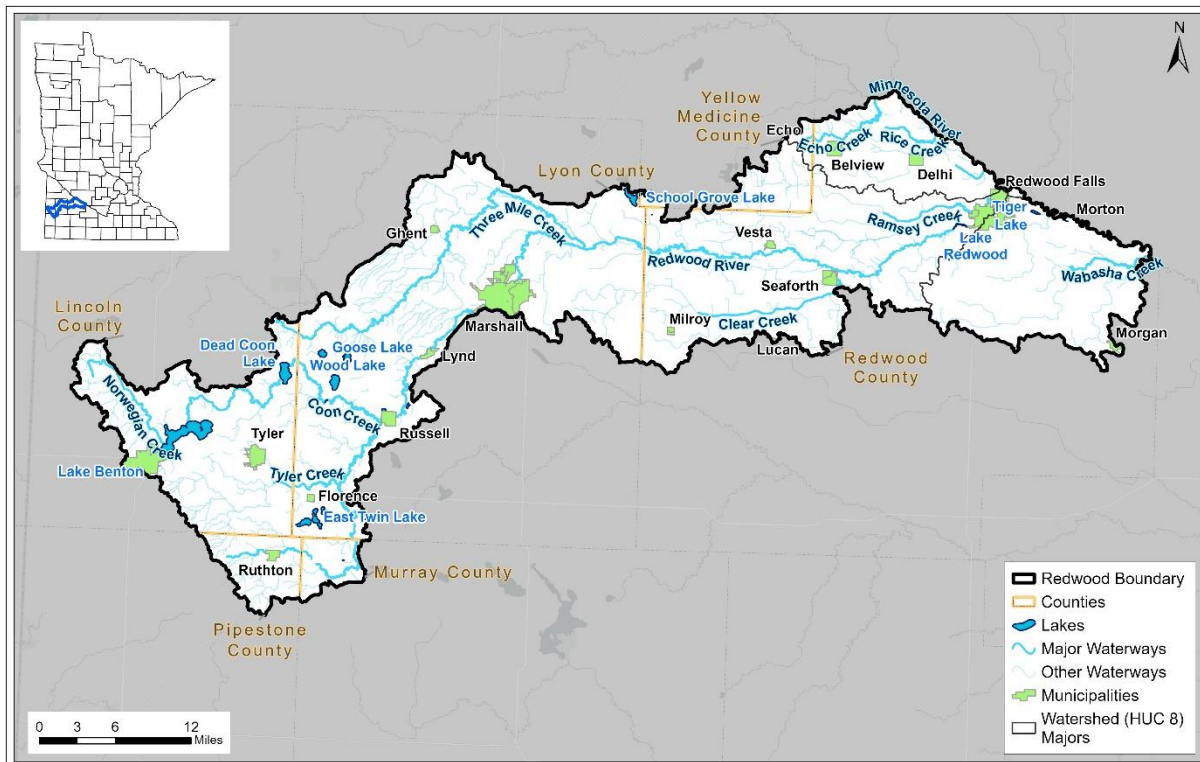 N
Minnesota River
Yellow
Medicine
County
Echo
Echo Creek
Rice Creek
Belview
Delhi
Lyon County
School Grove Lake
Redwood Falls
Ramsey Creek
Tiger
Lake
Morton
Lake
Redwood
Ghent
Three Mile Creek
Vesta
Redwood River
Wabasha Creek
Seaforth
Lincoln
County
Marshall
Milroy
Clear Creek
Morgan
Dead Coon
Lake
Goose Lake
Wood Lake
Lynd
Lucan
Redwood
County
Norwegian Creek
Coon Creek
Russell
Tyler
Lake Benton
Tyler Creek
Florence
East Twin Lake
Ruthton
Murray County
Pipestone
County
Redwood Boundary
Counties
Lakes
Major Waterways
Other Waterways
Municipalities
Watershed (HUC 8)
Majors
0 3 6 12
Miles